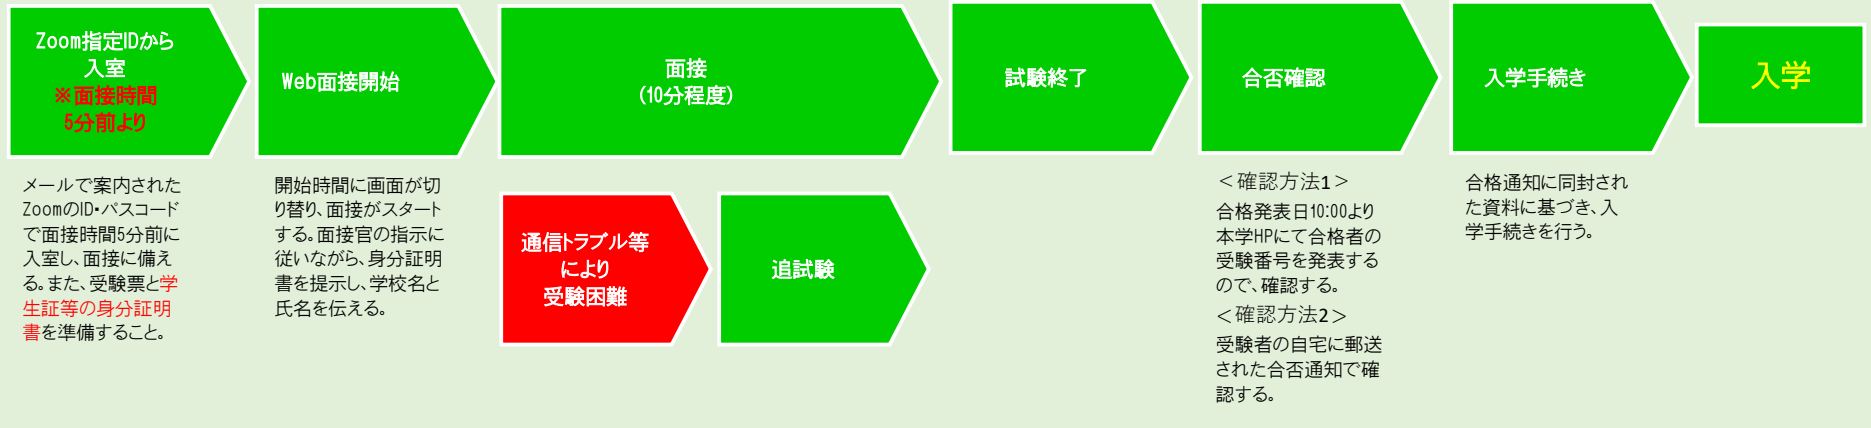 Zoom指定IDから
入室
※面接時間
5分前より
Web面接開始
面接
(10分程度)
試験終了
合否確認
入学手続き
入学
メールで案内された
ZoomのID・パスコード
で面接時間5分前に
入室し、面接に備え
る。また、受験票と学
生証等の身分証明
書を準備すること。
開始時間に画面が切
り替り、面接がスタート
する。面接官の指示に
従いながら、身分証明
書を提示し、学校名と
氏名を伝える。
通信トラブル等
により
受験困難
追試験
＜確認方法1＞
合格発表日10:00より
本学HPにて合格者の
受験番号を発表する
ので、確認する。
＜確認方法2＞
受験者の自宅に郵送
された合否通知で確
認する。
合格通知に同封され
た資料に基づき、入
学手続きを行う。